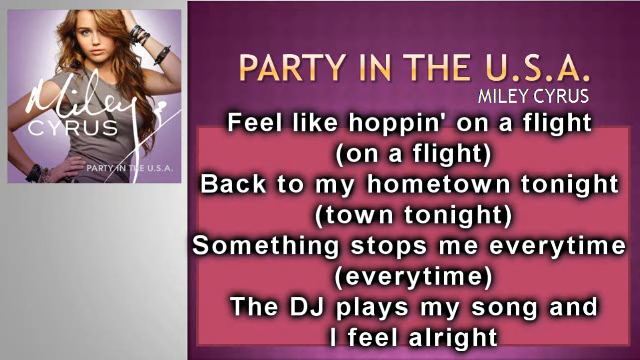 Miley
CYRUS
PARTY IN THE U.S.A.
PARTY IN THE U.S.A.
MILEY CYRUS
Feel like hoppin' on a flight
(on a flight)
Back to my hometown tonight
(town tonight)
Something stops me everytime
(everytime)
The DJ plays my song and
I feel alright